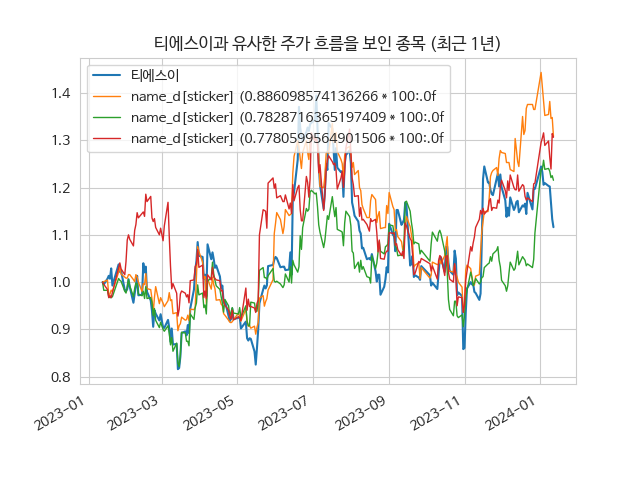 티에스이과 유사한 주가 흐름을 보인 종목 (최근 1년)
티에스이
name_d[sticker] (0.886098574136266 * 100:.0f
name_d[sticker] (0.7828716365197409 * 100:.0f
name_d[sticker] (0.7780599564901506 * 100:.0f
1.4
1.3
1.2
1.1
1.0
0.9
0.8
2023-01
2023-03
2023-05
2023-07
2023-09
2023-11
2024-01